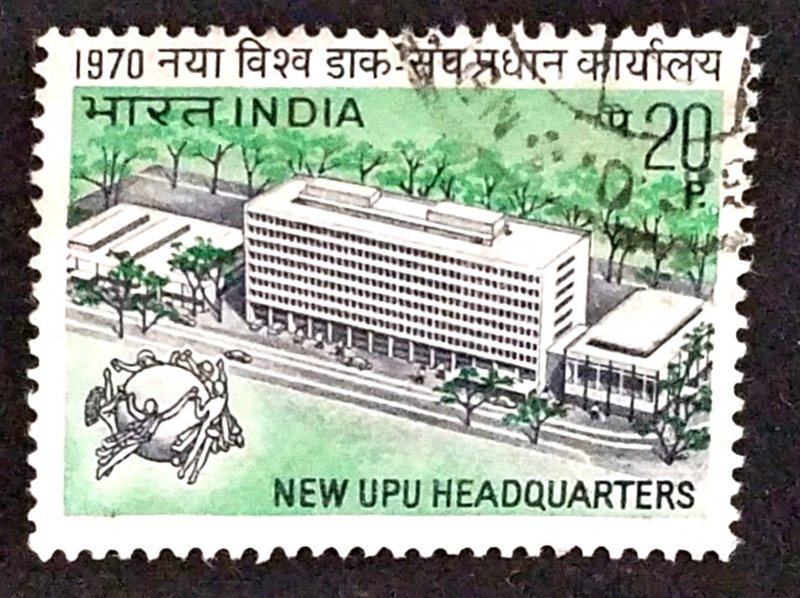 1970 नया विश्व डाक-संघ प्रधान कार्यालय
भारत INDIA
प 20 P.
NEW UPU HEADQUARTERS